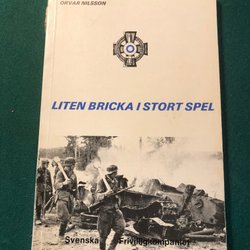 ORVAR NILSSON
LITEN BRICKA I STORT SPEL
Svenska Frivilligkompaniet